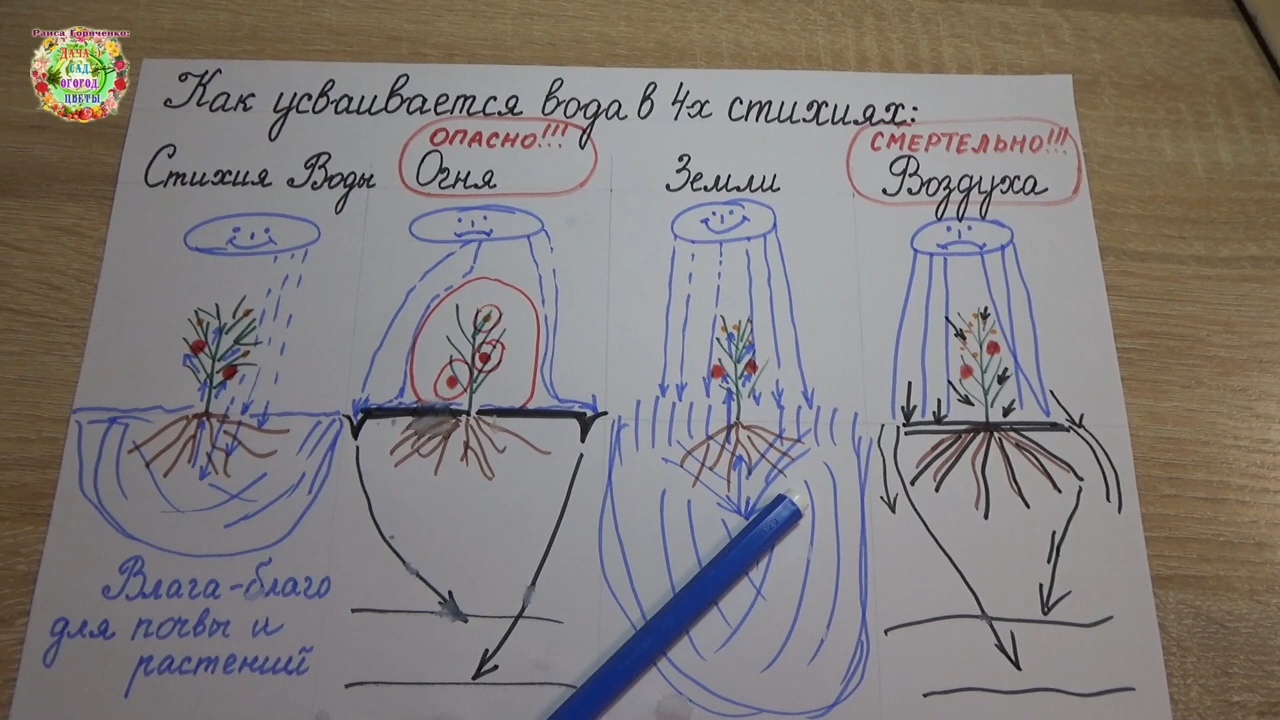 Раиса Горяченко:
ДАЧА
САД
ОГОРОД
ЦВЕТЫ
Как усваивается вода в 4х стихиях:
ОПАСНО!!!
СМЕРТЕЛЬНО!!!
Стихия Воды Огня Земли Воздуха
Влага-благо
для почвы и
растений